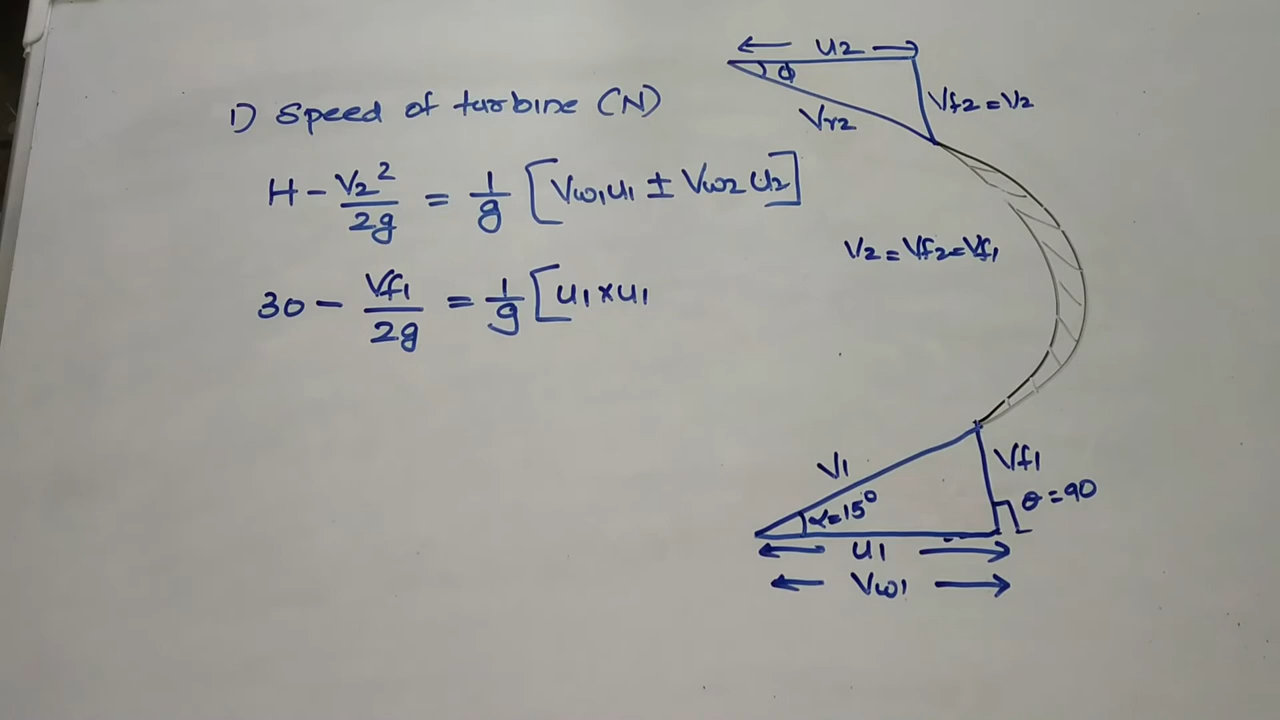 1) Speed of turbine (N)
H - V2²/2g = 1/g [Vw1u1 ± Vw2u2]
30 - Vf1/2g = 1/g [u1×u1
u2
φ
Vf2 = V2
Vr2
V2 = Vf2 = Vf1
V1
Vf1
α=15°
θ=90
u1
Vw1